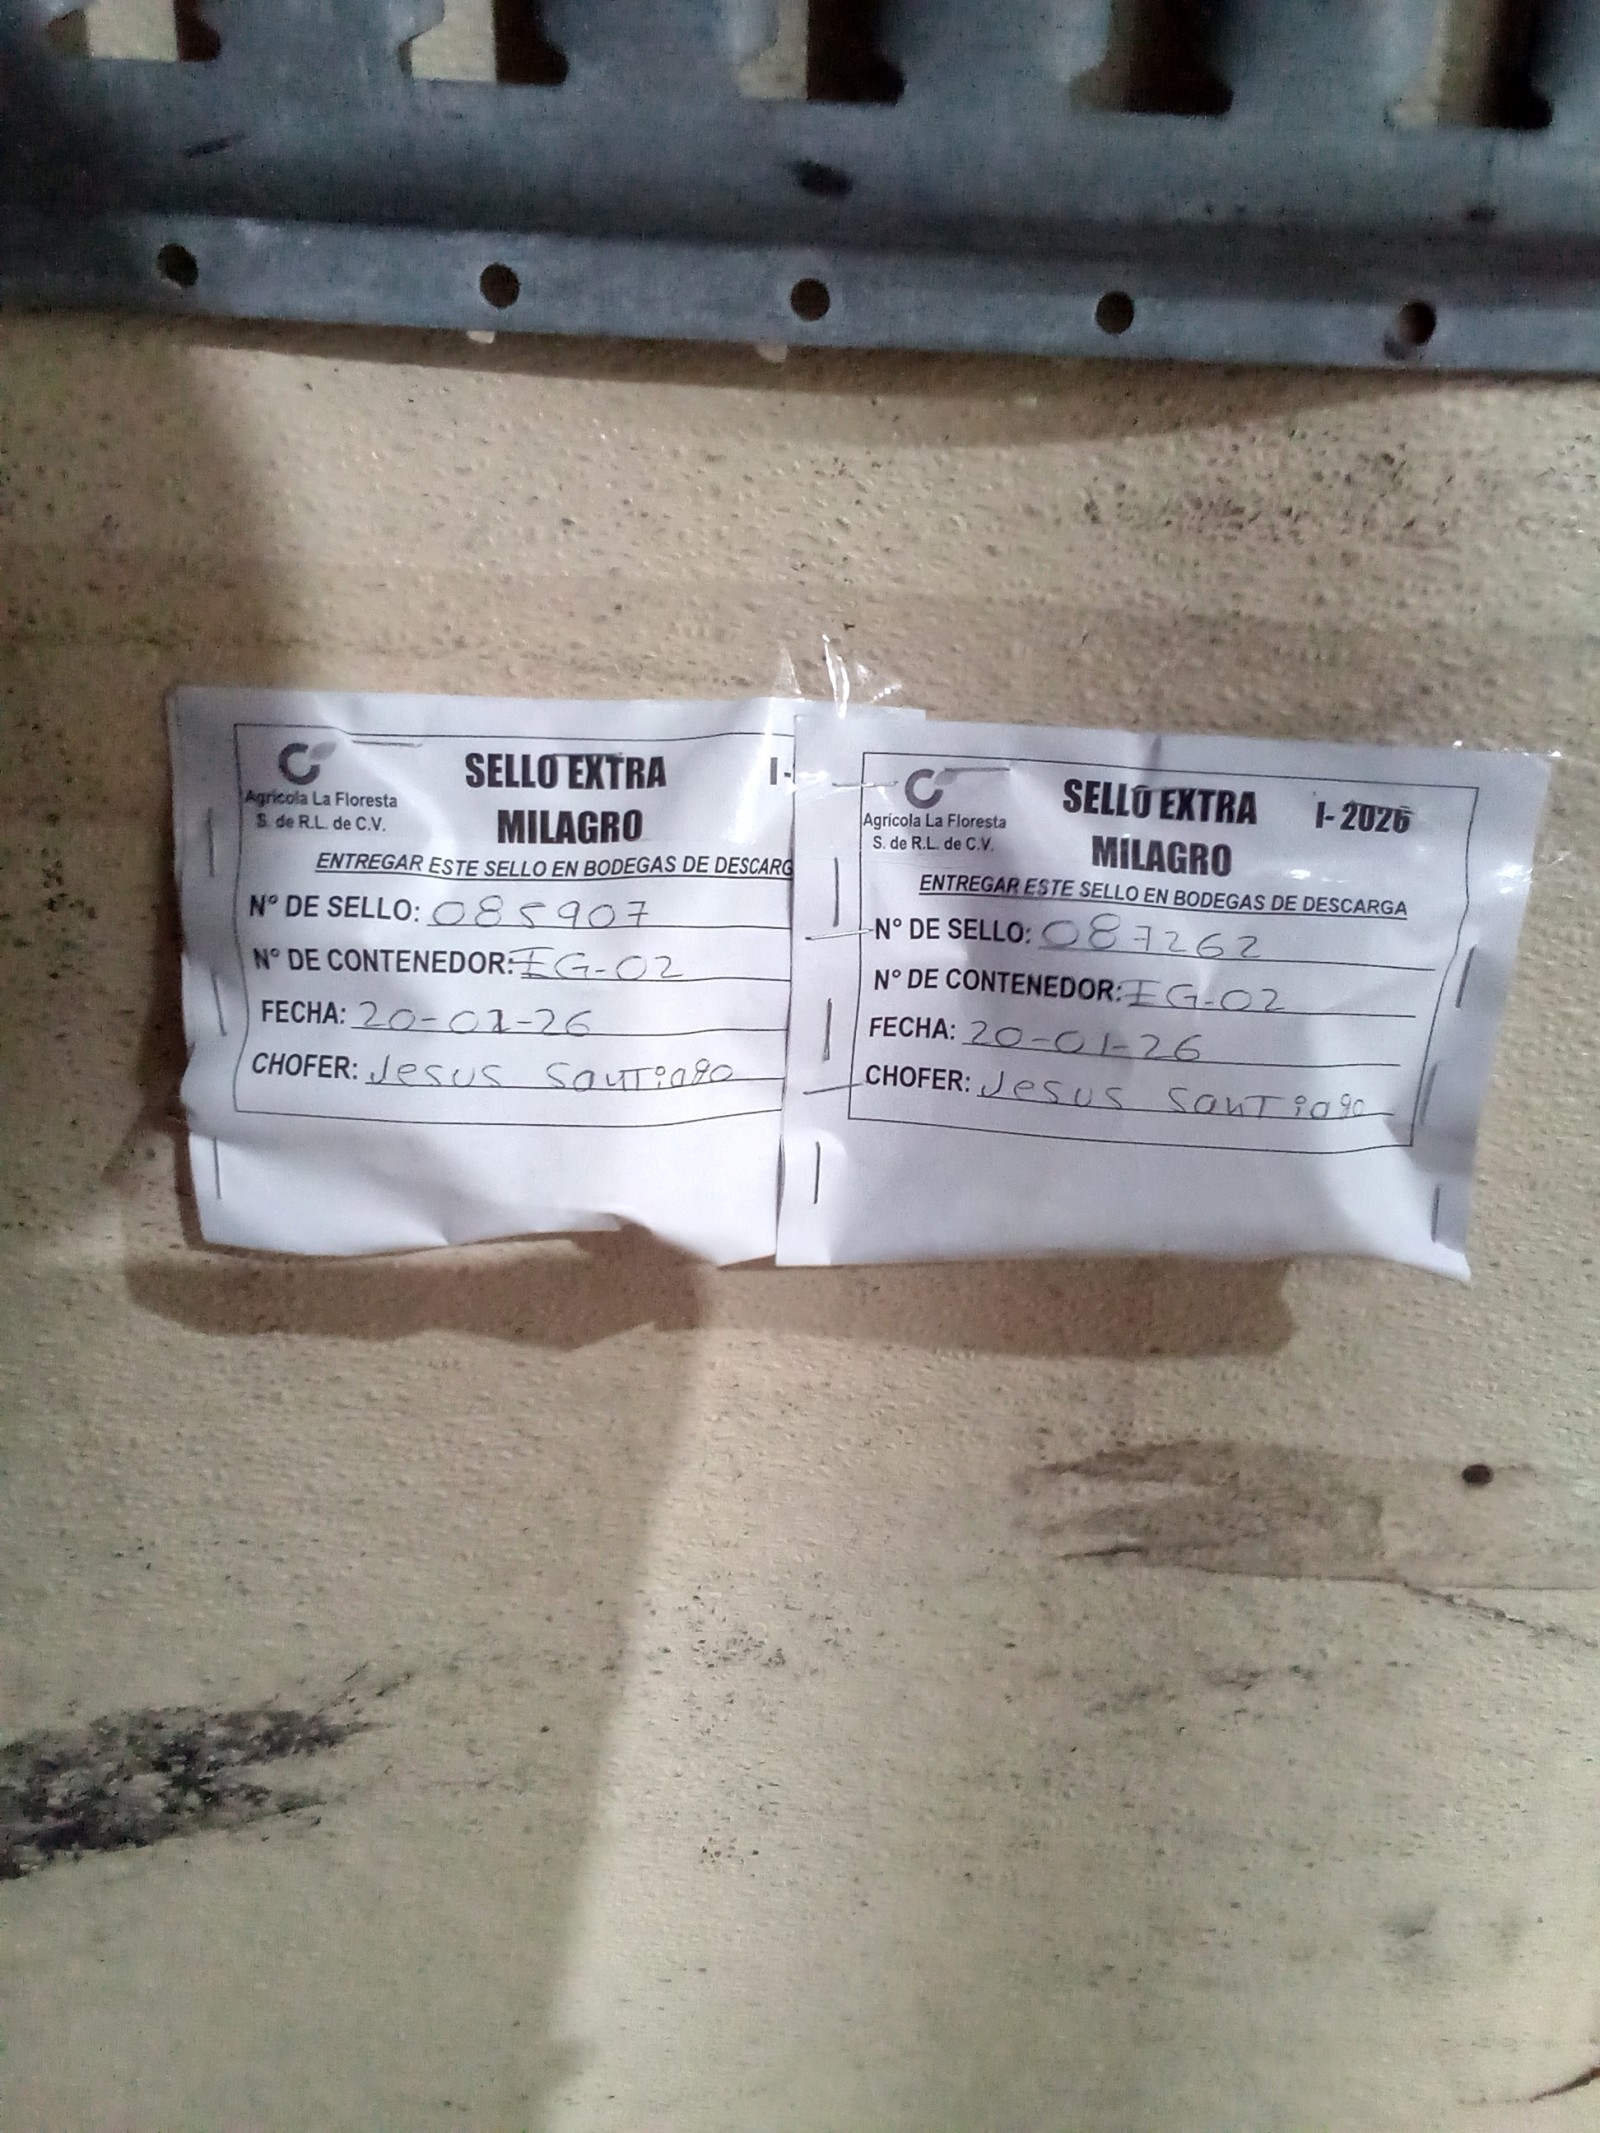 Agrícola La Floresta
S. de R.L. de C.V.
SELLO EXTRA I-
MILAGRO
ENTREGAR ESTE SELLO EN BODEGAS DE DESCARG
N° DE SELLO: 085907
N° DE CONTENEDOR: IG-02
FECHA: 20-01-26
CHOFER: Jesus Santiago
Agrícola La Floresta
S. de R.L. de C.V.
SELLO EXTRA I-2026
MILAGRO
ENTREGAR ESTE SELLO EN BODEGAS DE DESCARGA
N° DE SELLO: 087262
N° DE CONTENEDOR: IG-02
FECHA: 20-01-26
CHOFER: Jesus Santiago